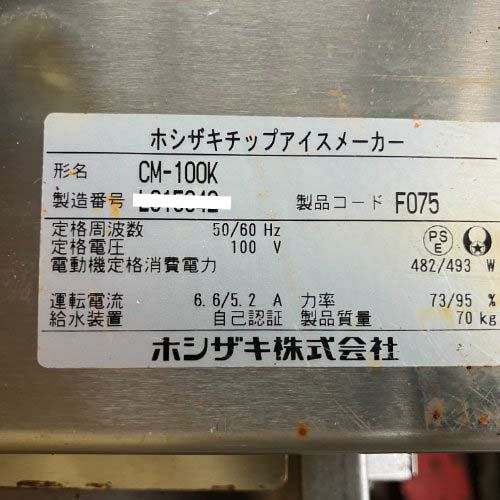 ホシザキチップアイスメーカー
形名 CM-100K
製造番号 製品コード F075
定格周波数 50/60 Hz
定格電圧 100 V
PS E
電動機定格消費電力 482/493 W
運転電流 6.6/5.2 A 力率 73/95 %
給水装置 自己認証 製品質量 70 kg
ホシザキ株式会社